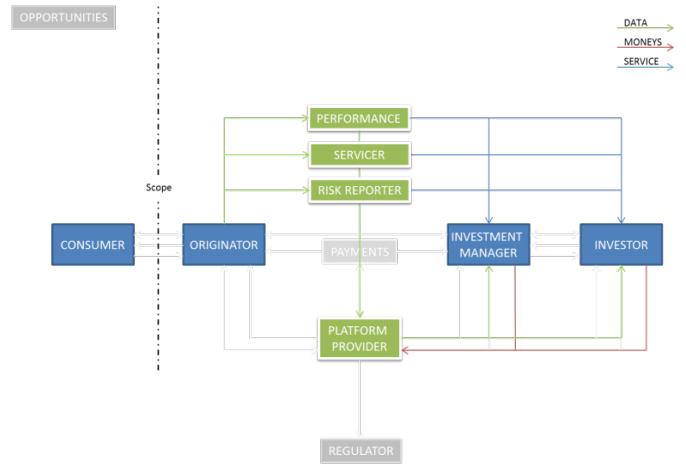 OPPORTUNITIES
DATA
MONEYS
SERVICE
PERFORMANCE
SERVICER
RISK REPORTER
Scope
CONSUMER
ORIGINATOR
PAYMENTS
INVESTMENT
MANAGER
INVESTOR
PLATFORM
PROVIDER
REGULATOR